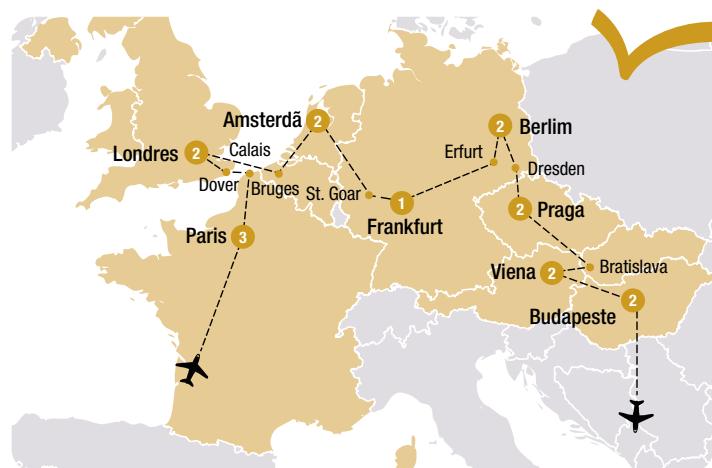 Amsterdã
2
2
Berlim
Londres
2
Calais
Erfurt
Dover
Bruges
St. Goar
Dresden
1
Frankfurt
2
Praga
Paris
3
Viena
2
Bratislava
Budapeste
2